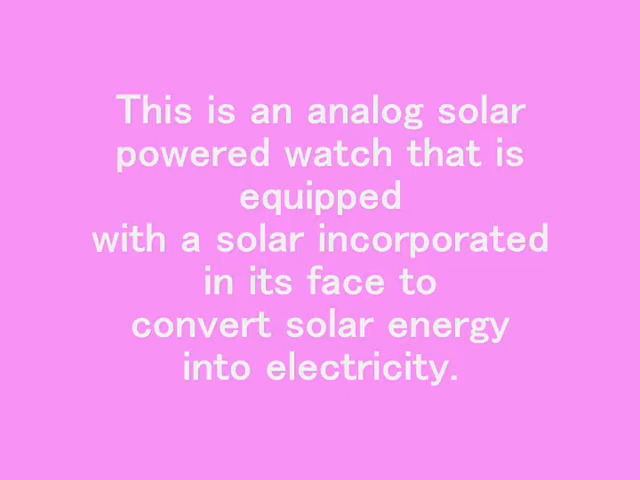 This is an analog solar
powered watch that is
equipped
with a solar incorporated
in its face to
convert solar energy
into electricity.